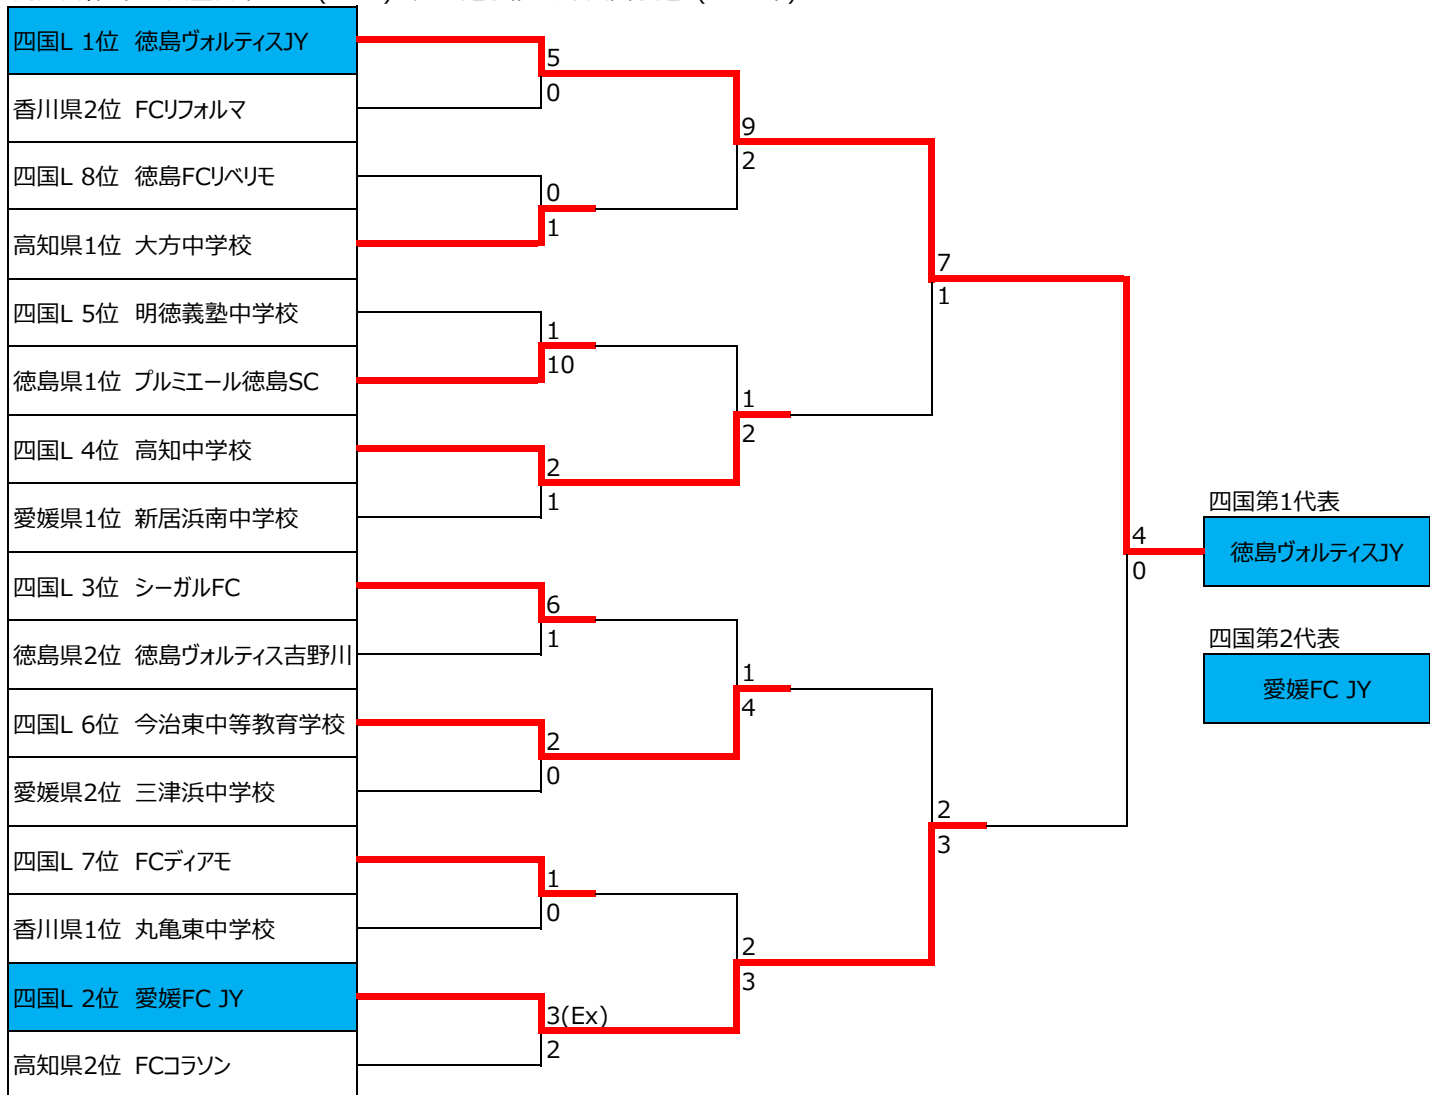 四国L 1位 徳島ヴォルティスJY
5
0
香川県2位 FCリフォルマ
9
2
四国L 8位 徳島FCリベリモ
0
1
高知県1位 大方中学校
7
1
四国L 5位 明徳義塾中学校
1
10
徳島県1位 プルミエール徳島SC
1
2
四国L 4位 高知中学校
2
1
愛媛県1位 新居浜南中学校
四国第1代表
4
0
徳島ヴォルティスJY
四国L 3位 シーガルFC
6
1
徳島県2位 徳島ヴォルティス吉野川
四国第2代表
愛媛FC JY
1
4
四国L 6位 今治東中等教育学校
2
0
愛媛県2位 三津浜中学校
2
3
四国L 7位 FCディアモ
1
0
香川県1位 丸亀東中学校
2
3
四国L 2位 愛媛FC JY
3(Ex)
2
高知県2位 FCコラソン